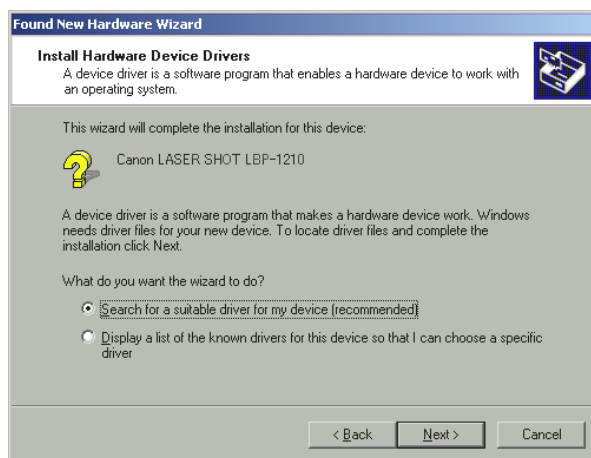 Found New Hardware Wizard
Install Hardware Device Drivers
A device driver is a software program that enables a hardware device to work with
an operating system.
This wizard will complete the installation for this device:
Canon LASER SHOT LBP-1210
A device driver is a software program that makes a hardware device work. Windows
needs driver files for your new device. To locate driver files and complete the
installation click Next.
What do you want the wizard to do?
Search for a suitable driver for my device (recommended)
Display a list of the known drivers for this device so that I can choose a specific
driver
< Back
Next >
Cancel